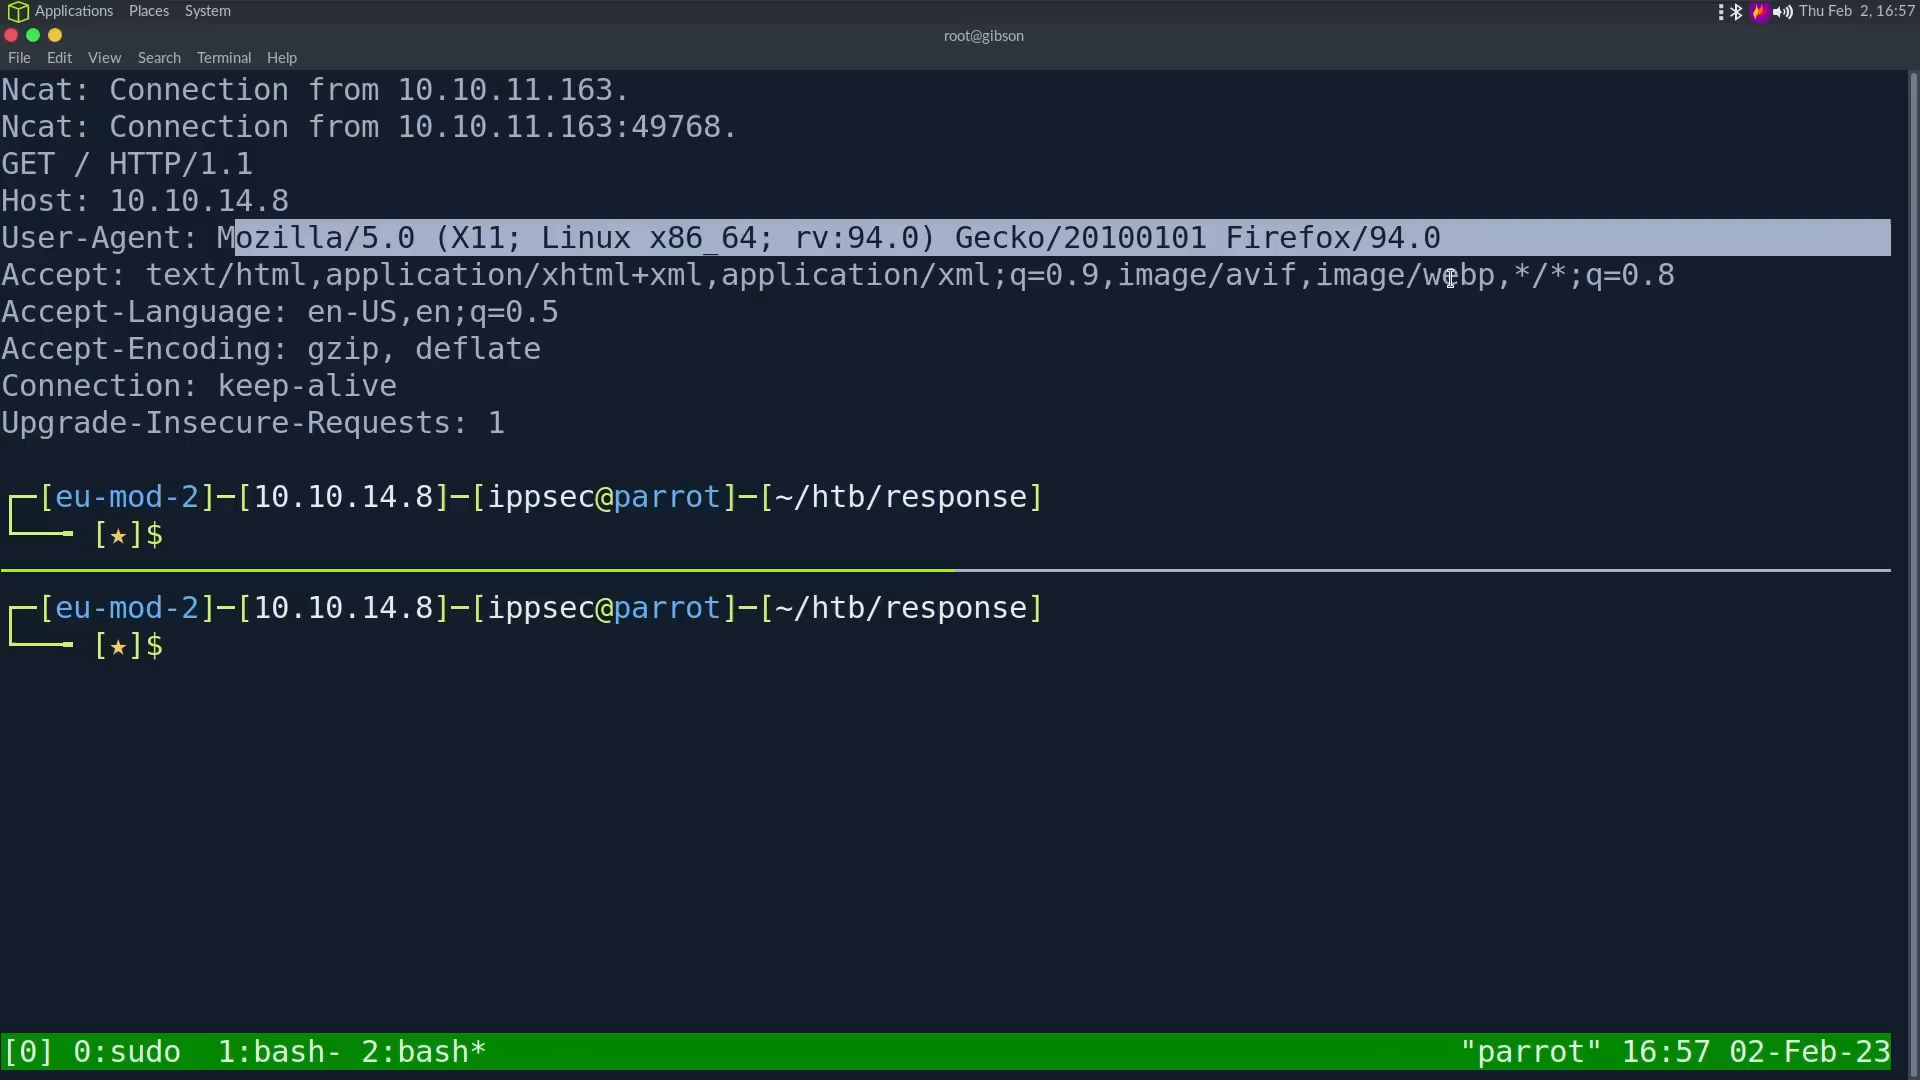 Applications Places System
Thu Feb 2, 16:57
root@gibson
File Edit View Search Terminal Help
Ncat: Connection from 10.10.11.163.
Ncat: Connection from 10.10.11.163:49768.
GET / HTTP/1.1
Host: 10.10.14.8
User-Agent: Mozilla/5.0 (X11; Linux x86_64; rv:94.0) Gecko/20100101 Firefox/94.0
Accept: text/html,application/xhtml+xml,application/xml;q=0.9,image/avif,image/webp,*/*;q=0.8
Accept-Language: en-US,en;q=0.5
Accept-Encoding: gzip, deflate
Connection: keep-alive
Upgrade-Insecure-Requests: 1
┌─[eu-mod-2]─[10.10.14.8]─[ippsec@parrot]─[~/htb/response]
└──╼ [★]$
┌─[eu-mod-2]─[10.10.14.8]─[ippsec@parrot]─[~/htb/response]
└──╼ [★]$
[0] 0:sudo  1:bash- 2:bash* "parrot" 16:57 02-Feb-23